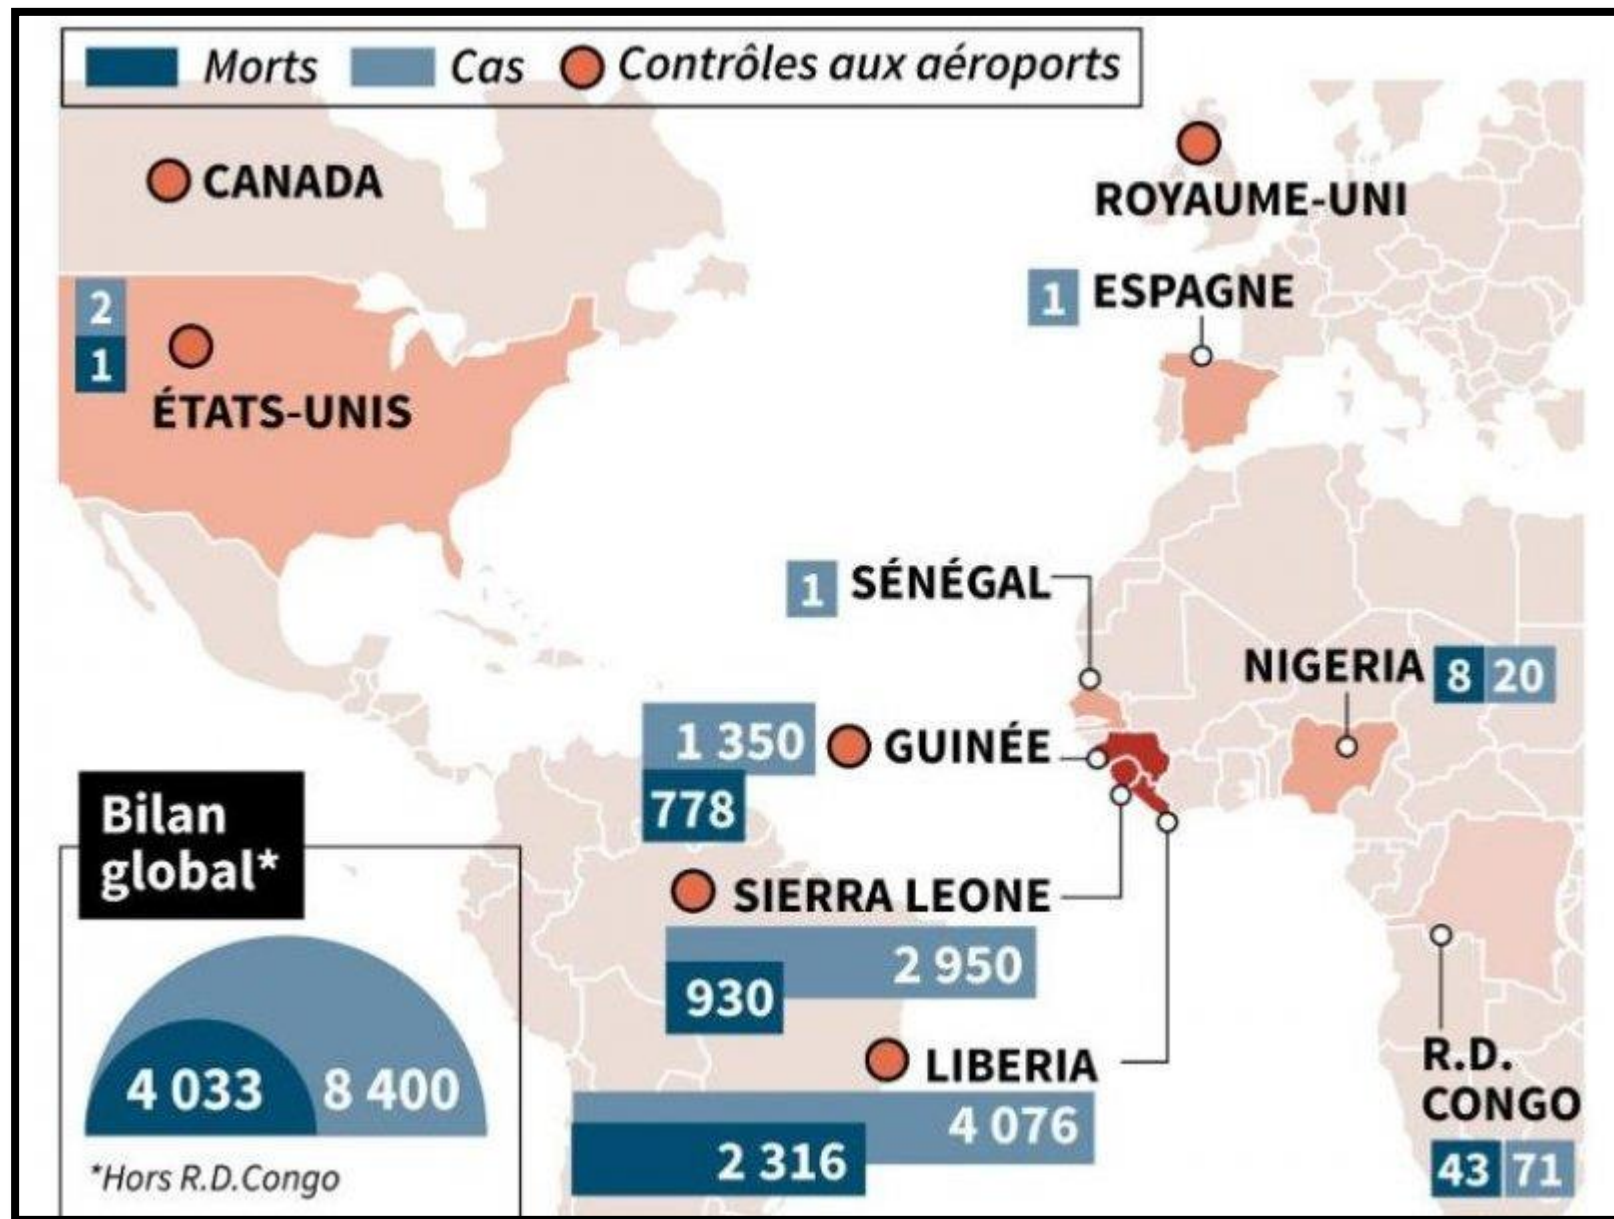 Morts Cas Contrôles aux aéroports
CANADA
ROYAUME-UNI
1 ESPAGNE
2
1
ÉTATS-UNIS
1 SÉNÉGAL
NIGERIA 8 20
1 350 GUINÉE
778
SIERRA LEONE
2 950
930
LIBERIA
4 076
2 316
R.D.
CONGO
43 71
Bilan
global*
4 033 8 400
*Hors R.D.Congo